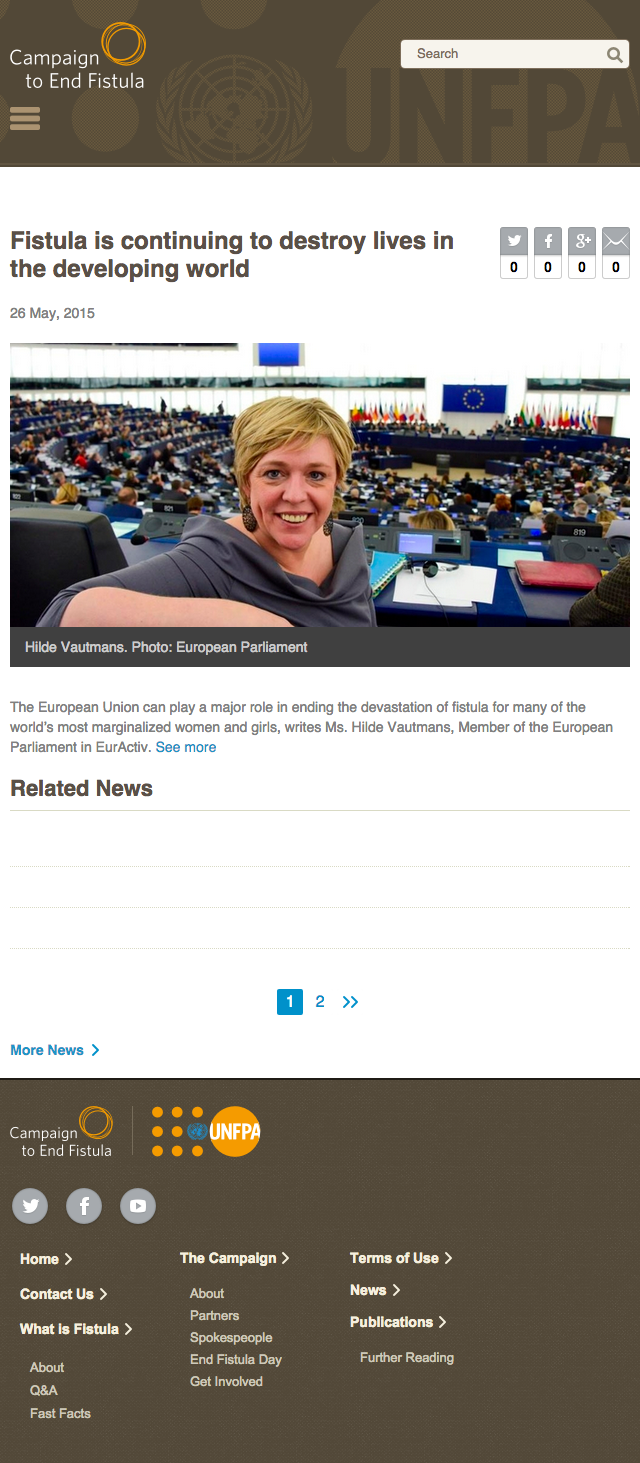 Campaign
to End Fistula
Search
UNFPA
Fistula is continuing to destroy lives in
the developing world
0 0 0 0
26 May, 2015
821
819
Hilde Vautmans. Photo: European Parliament
The European Union can play a major role in ending the devastation of fistula for many of the
world's most marginalized women and girls, writes Ms. Hilde Vautmans, Member of the European
Parliament in EurActiv. See more
Related News
1 2 >>
More News >
Campaign
to End Fistula
UNFPA
Home >
Contact Us >
What is Fistula >
About
Q&A
Fast Facts
The Campaign >
About
Partners
Spokespeople
End Fistula Day
Get Involved
Terms of Use >
News >
Publications >
Further Reading